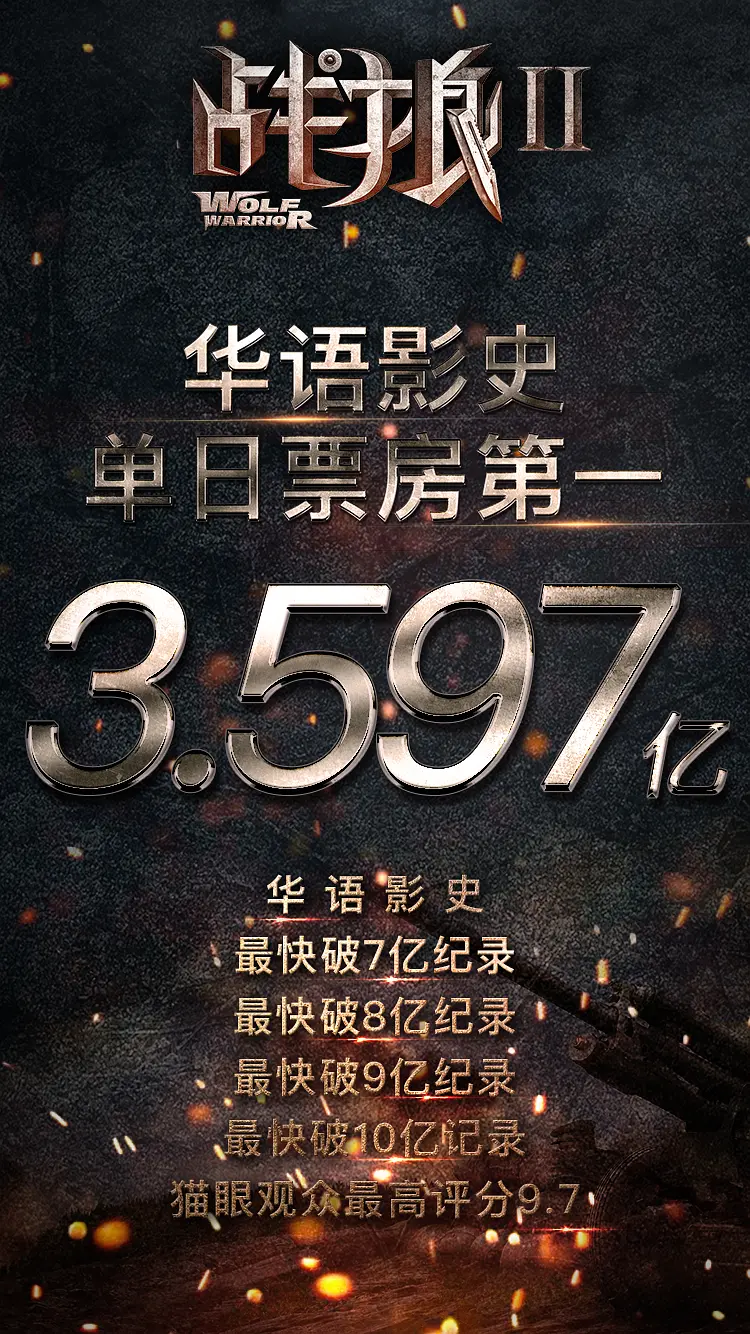 战狼II
WOLF
WARRIOR
华语影史
单日票房第一
3.597亿
华语影史
最快破7亿纪录
最快破8亿纪录
最快破9亿纪录
最快破10亿记录
猫眼观众最高评分9.7